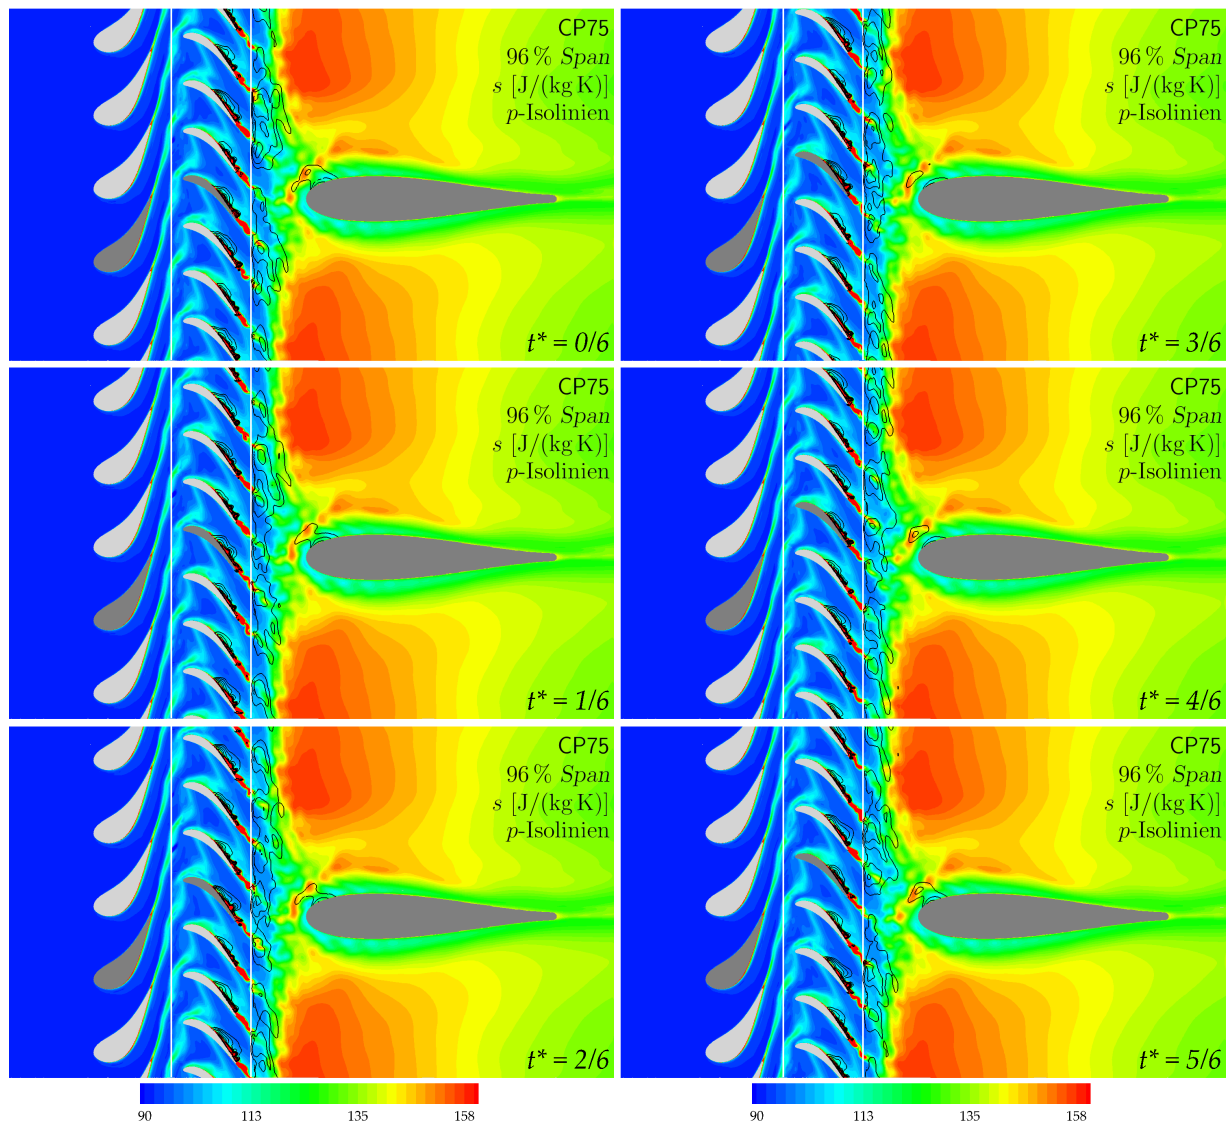 CP75
96 % Span
s [J/(kg K)]
p-Isolinien
t* = 0/6
CP75
96 % Span
s [J/(kg K)]
p-Isolinien
t* = 3/6
CP75
96 % Span
s [J/(kg K)]
p-Isolinien
t* = 1/6
CP75
96 % Span
s [J/(kg K)]
p-Isolinien
t* = 4/6
CP75
96 % Span
s [J/(kg K)]
p-Isolinien
t* = 2/6
CP75
96 % Span
s [J/(kg K)]
p-Isolinien
t* = 5/6
90 113 135 158
90 113 135 158